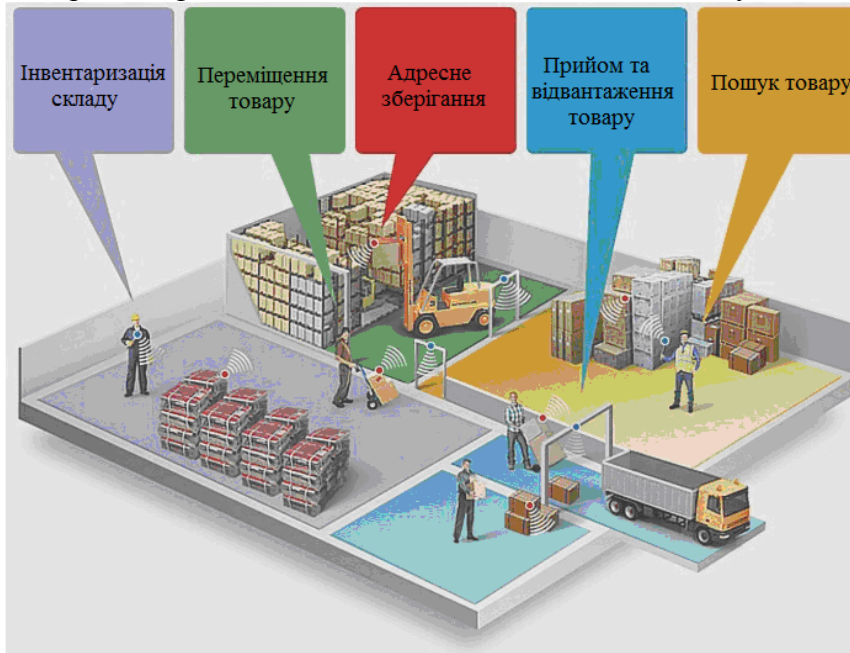 Інвентаризація
складу
Переміщення
товару
Адресне
зберігання
Прийом та
відвантаження
товару
Пошук товару